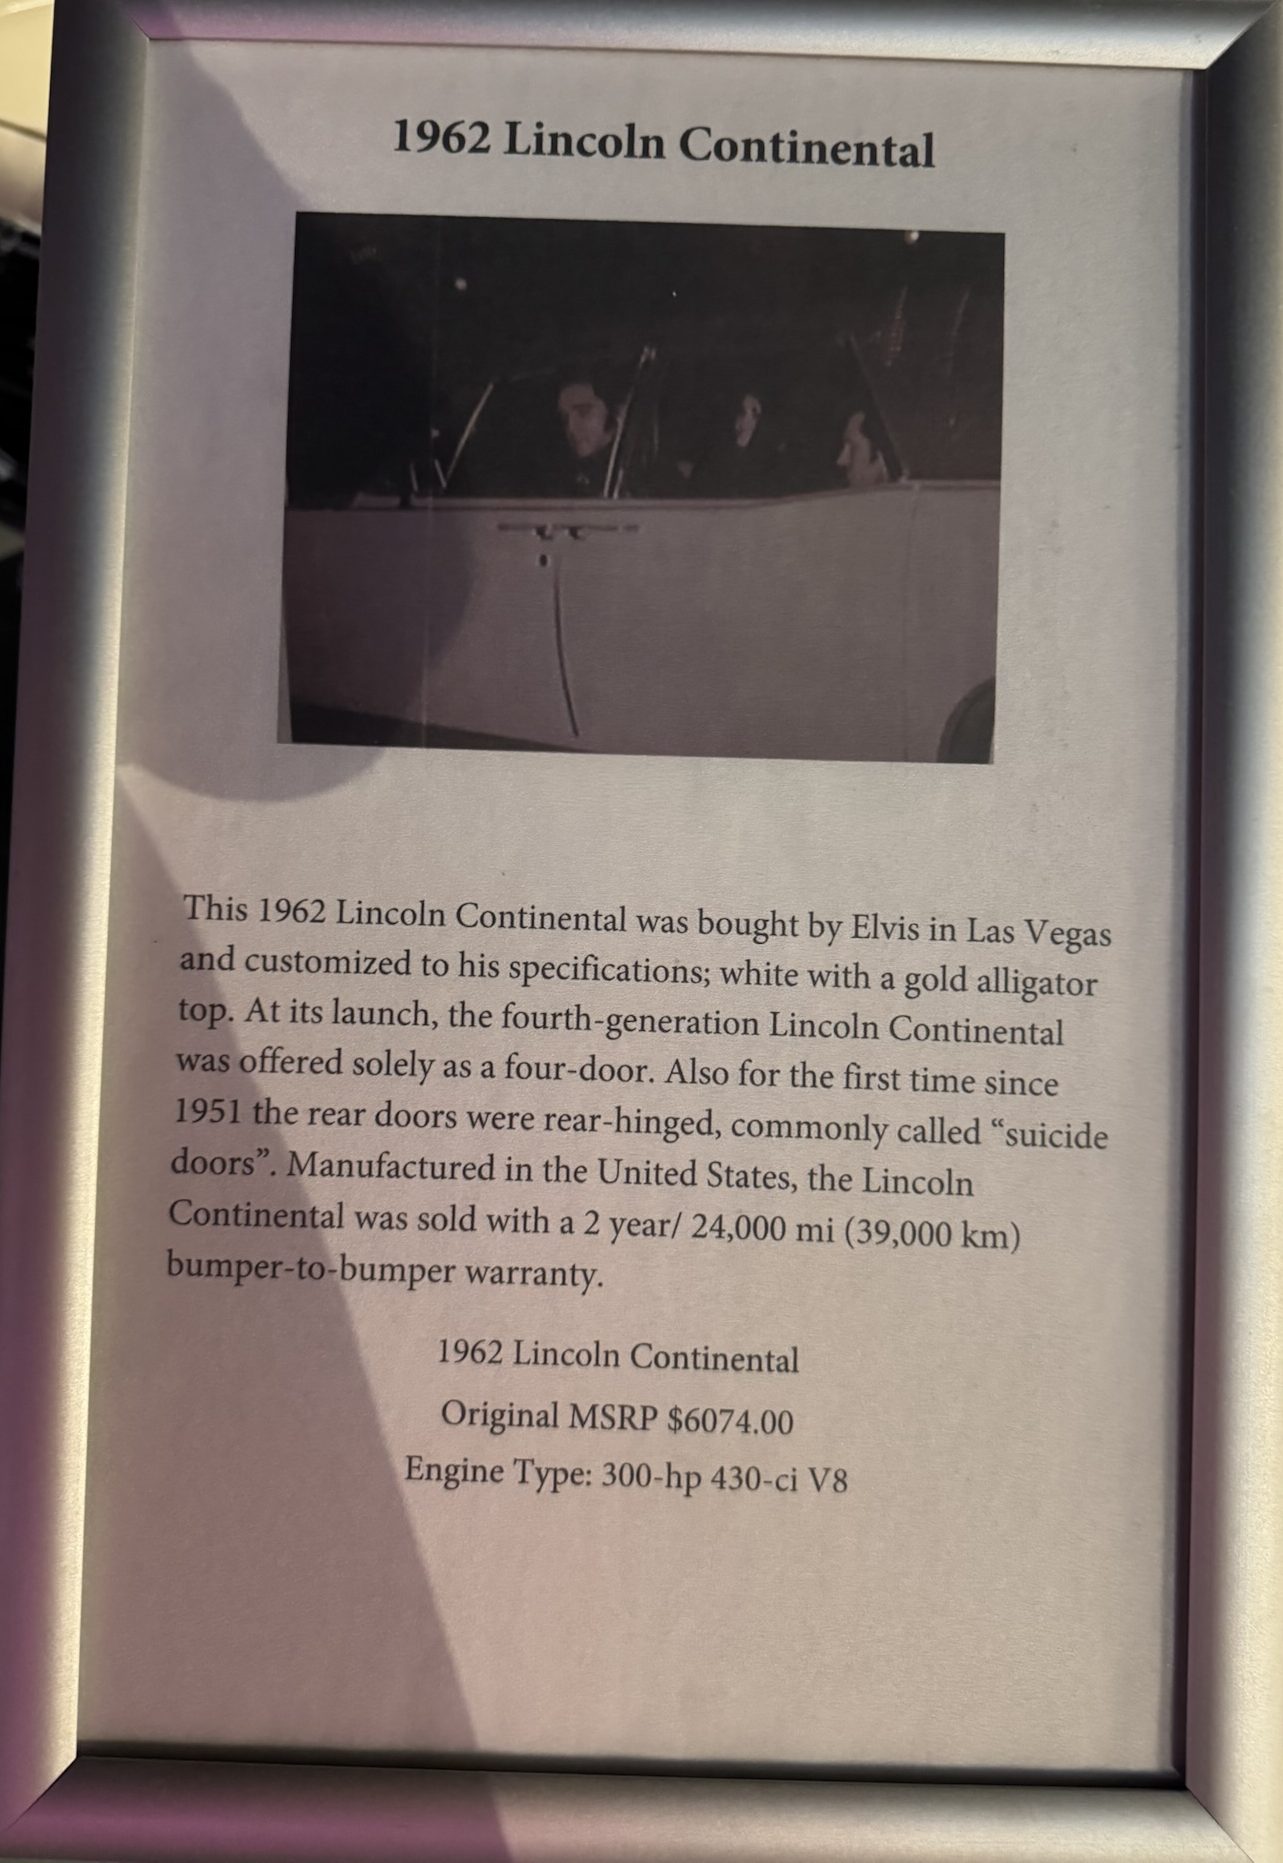 1962 Lincoln Continental
This 1962 Lincoln Continental was bought by Elvis in Las Vegas
and customized to his specifications; white with a gold alligator
top. At its launch, the fourth-generation Lincoln Continental
was offered solely as a four-door. Also for the first time since
1951 the rear doors were rear-hinged, commonly called “suicide
doors”. Manufactured in the United States, the Lincoln
Continental was sold with a 2 year/ 24,000 mi (39,000 km)
bumper-to-bumper warranty.
1962 Lincoln Continental
Original MSRP $6074.00
Engine Type: 300-hp 430-ci V8